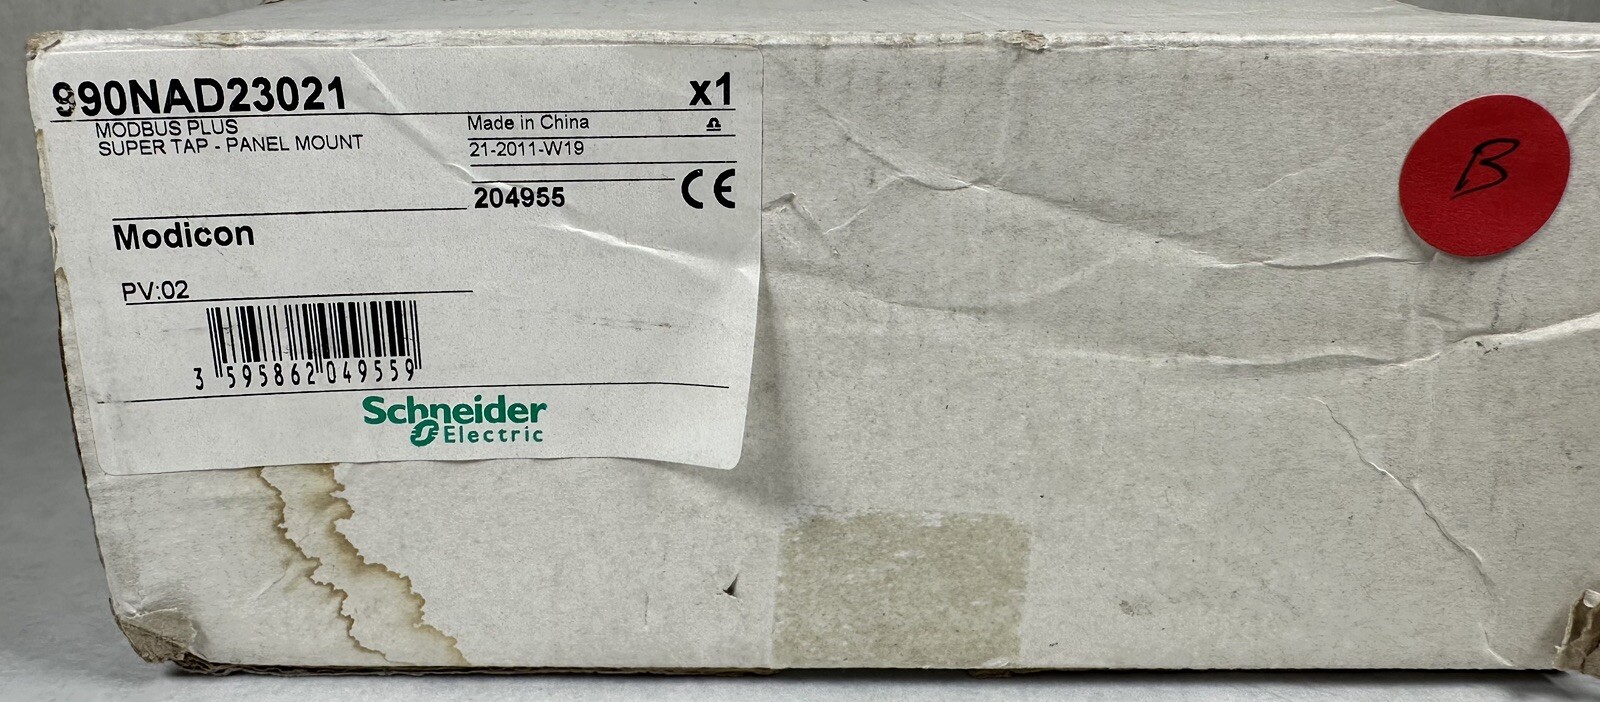 990NAD23021 x1
MODBUS PLUS
SUPER TAP - PANEL MOUNT
Made in China
21-2011-W19
204955
CE
Modicon
PV:02
3 595862 049559
Schneider
Electric
B